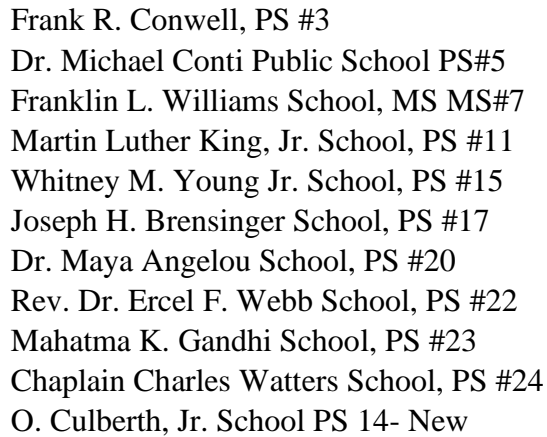 Frank R. Conwell, PS #3
Dr. Michael Conti Public School PS#5
Franklin L. Williams School, MS MS#7
Martin Luther King, Jr. School, PS #11
Whitney M. Young Jr. School, PS #15
Joseph H. Brensinger School, PS #17
Dr. Maya Angelou School, PS #20
Rev. Dr. Ercel F. Webb School, PS #22
Mahatma K. Gandhi School, PS #23
Chaplain Charles Watters School, PS #24
O. Culberth, Jr. School PS 14- New